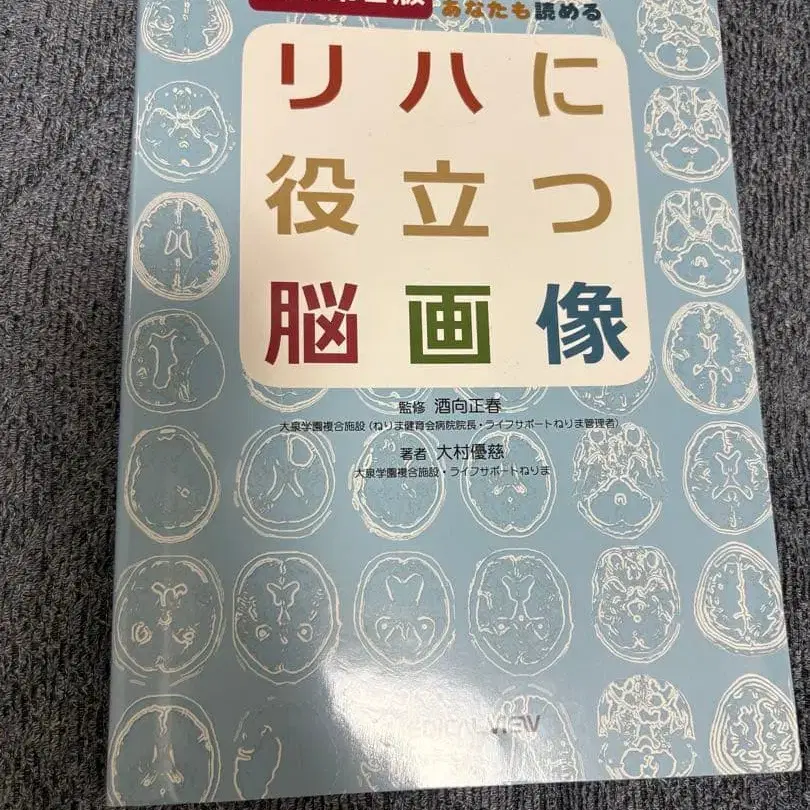 版 あなたも読める
リハに
役立つ
脳画像
監修 酒向正春
大泉学園複合施設(ねりま健育会病院院長・ライフサポートねりま管理者)
著者 大村優慈
大泉学園複合施設・ライフサポートねりま
MEDICAL VIEW